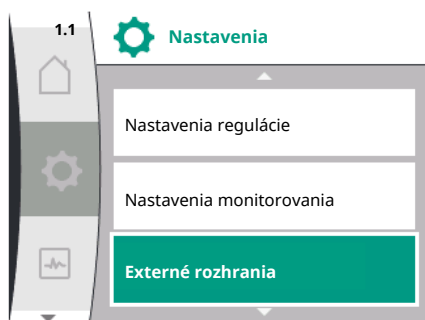 1.1
Nastavenia
Nastavenia regulácie
Nastavenia monitorovania
Externé rozhrania